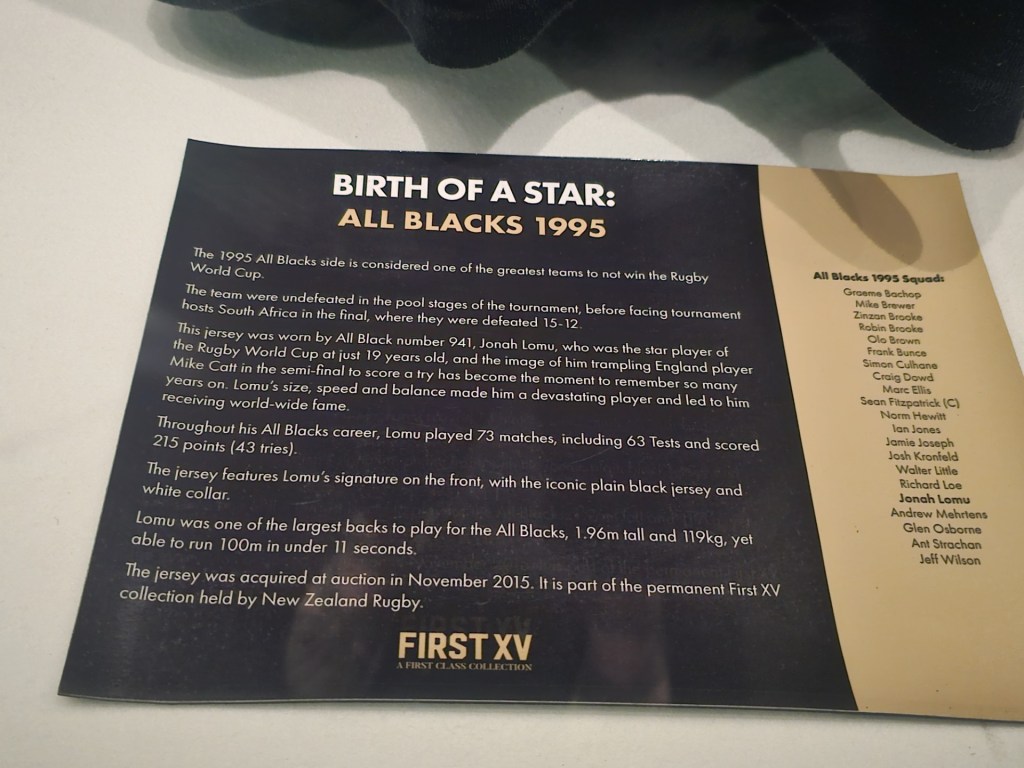 BIRTH OF A STAR:
ALL BLACKS 1995
The 1995 All Blacks side is considered one of the greatest teams to not win the Rugby
World Cup.
The team were undefeated in the pool stages of the tournament, before facing tournament
hosts South Africa in the final, where they were defeated 15-12.
This jersey was worn by All Black number 941, Jonah Lomu, who was the star player of
the Rugby World Cup at just 19 years old, and the image of him trampling England player
Mike Catt in the semi-final to score a try has become the moment to remember so many
years on. Lomu's size, speed and balance made him a devastating player and led to him
receiving world-wide fame.
Throughout his All Blacks career, Lomu played 73 matches, including 63 Tests and scored
215 points (43 tries).
The jersey features Lomu's signature on the front, with the iconic plain black jersey and
white collar.
Lomu was one of the largest backs to play for the All Blacks, 1.96m tall and 119kg, yet
able to run 100m in under 11 seconds.
The jersey was acquired at auction in November 2015. It is part of the permanent First XV
collection held by New Zealand Rugby.
FIRST XV
A FIRST CLASS COLLECTION
All Blacks 1995 Squad:
Graeme Bachop
Mike Brewer
Zinzan Brooke
Robin Brooke
Olo Brown
Frank Bunce
Simon Culhane
Craig Dowd
Marc Ellis
Sean Fitzpatrick (C)
Norm Hewitt
Ian Jones
Jamie Joseph
Josh Kronfeld
Walter Little
Richard Loe
Jonah Lomu
Andrew Mehrtens
Glen Osborne
Ant Strachan
Jeff Wilson